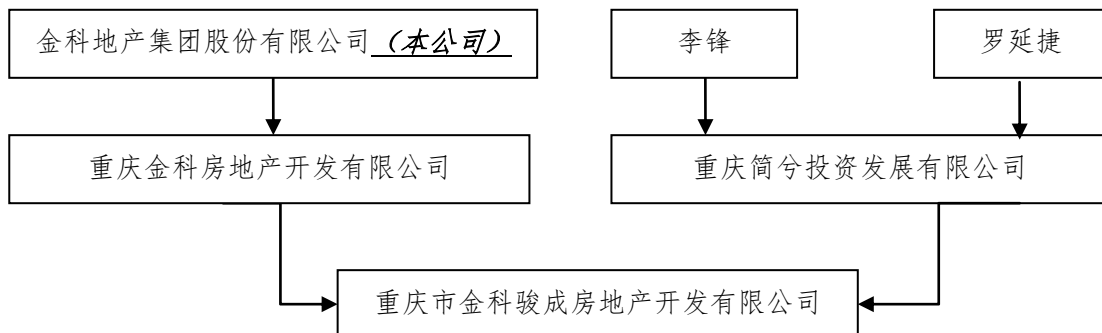 金科地产集团股份有限公司（本公司）
李锋
罗延捷
重庆金科房地产开发有限公司
重庆简兮投资发展有限公司
重庆市金科骏成房地产开发有限公司